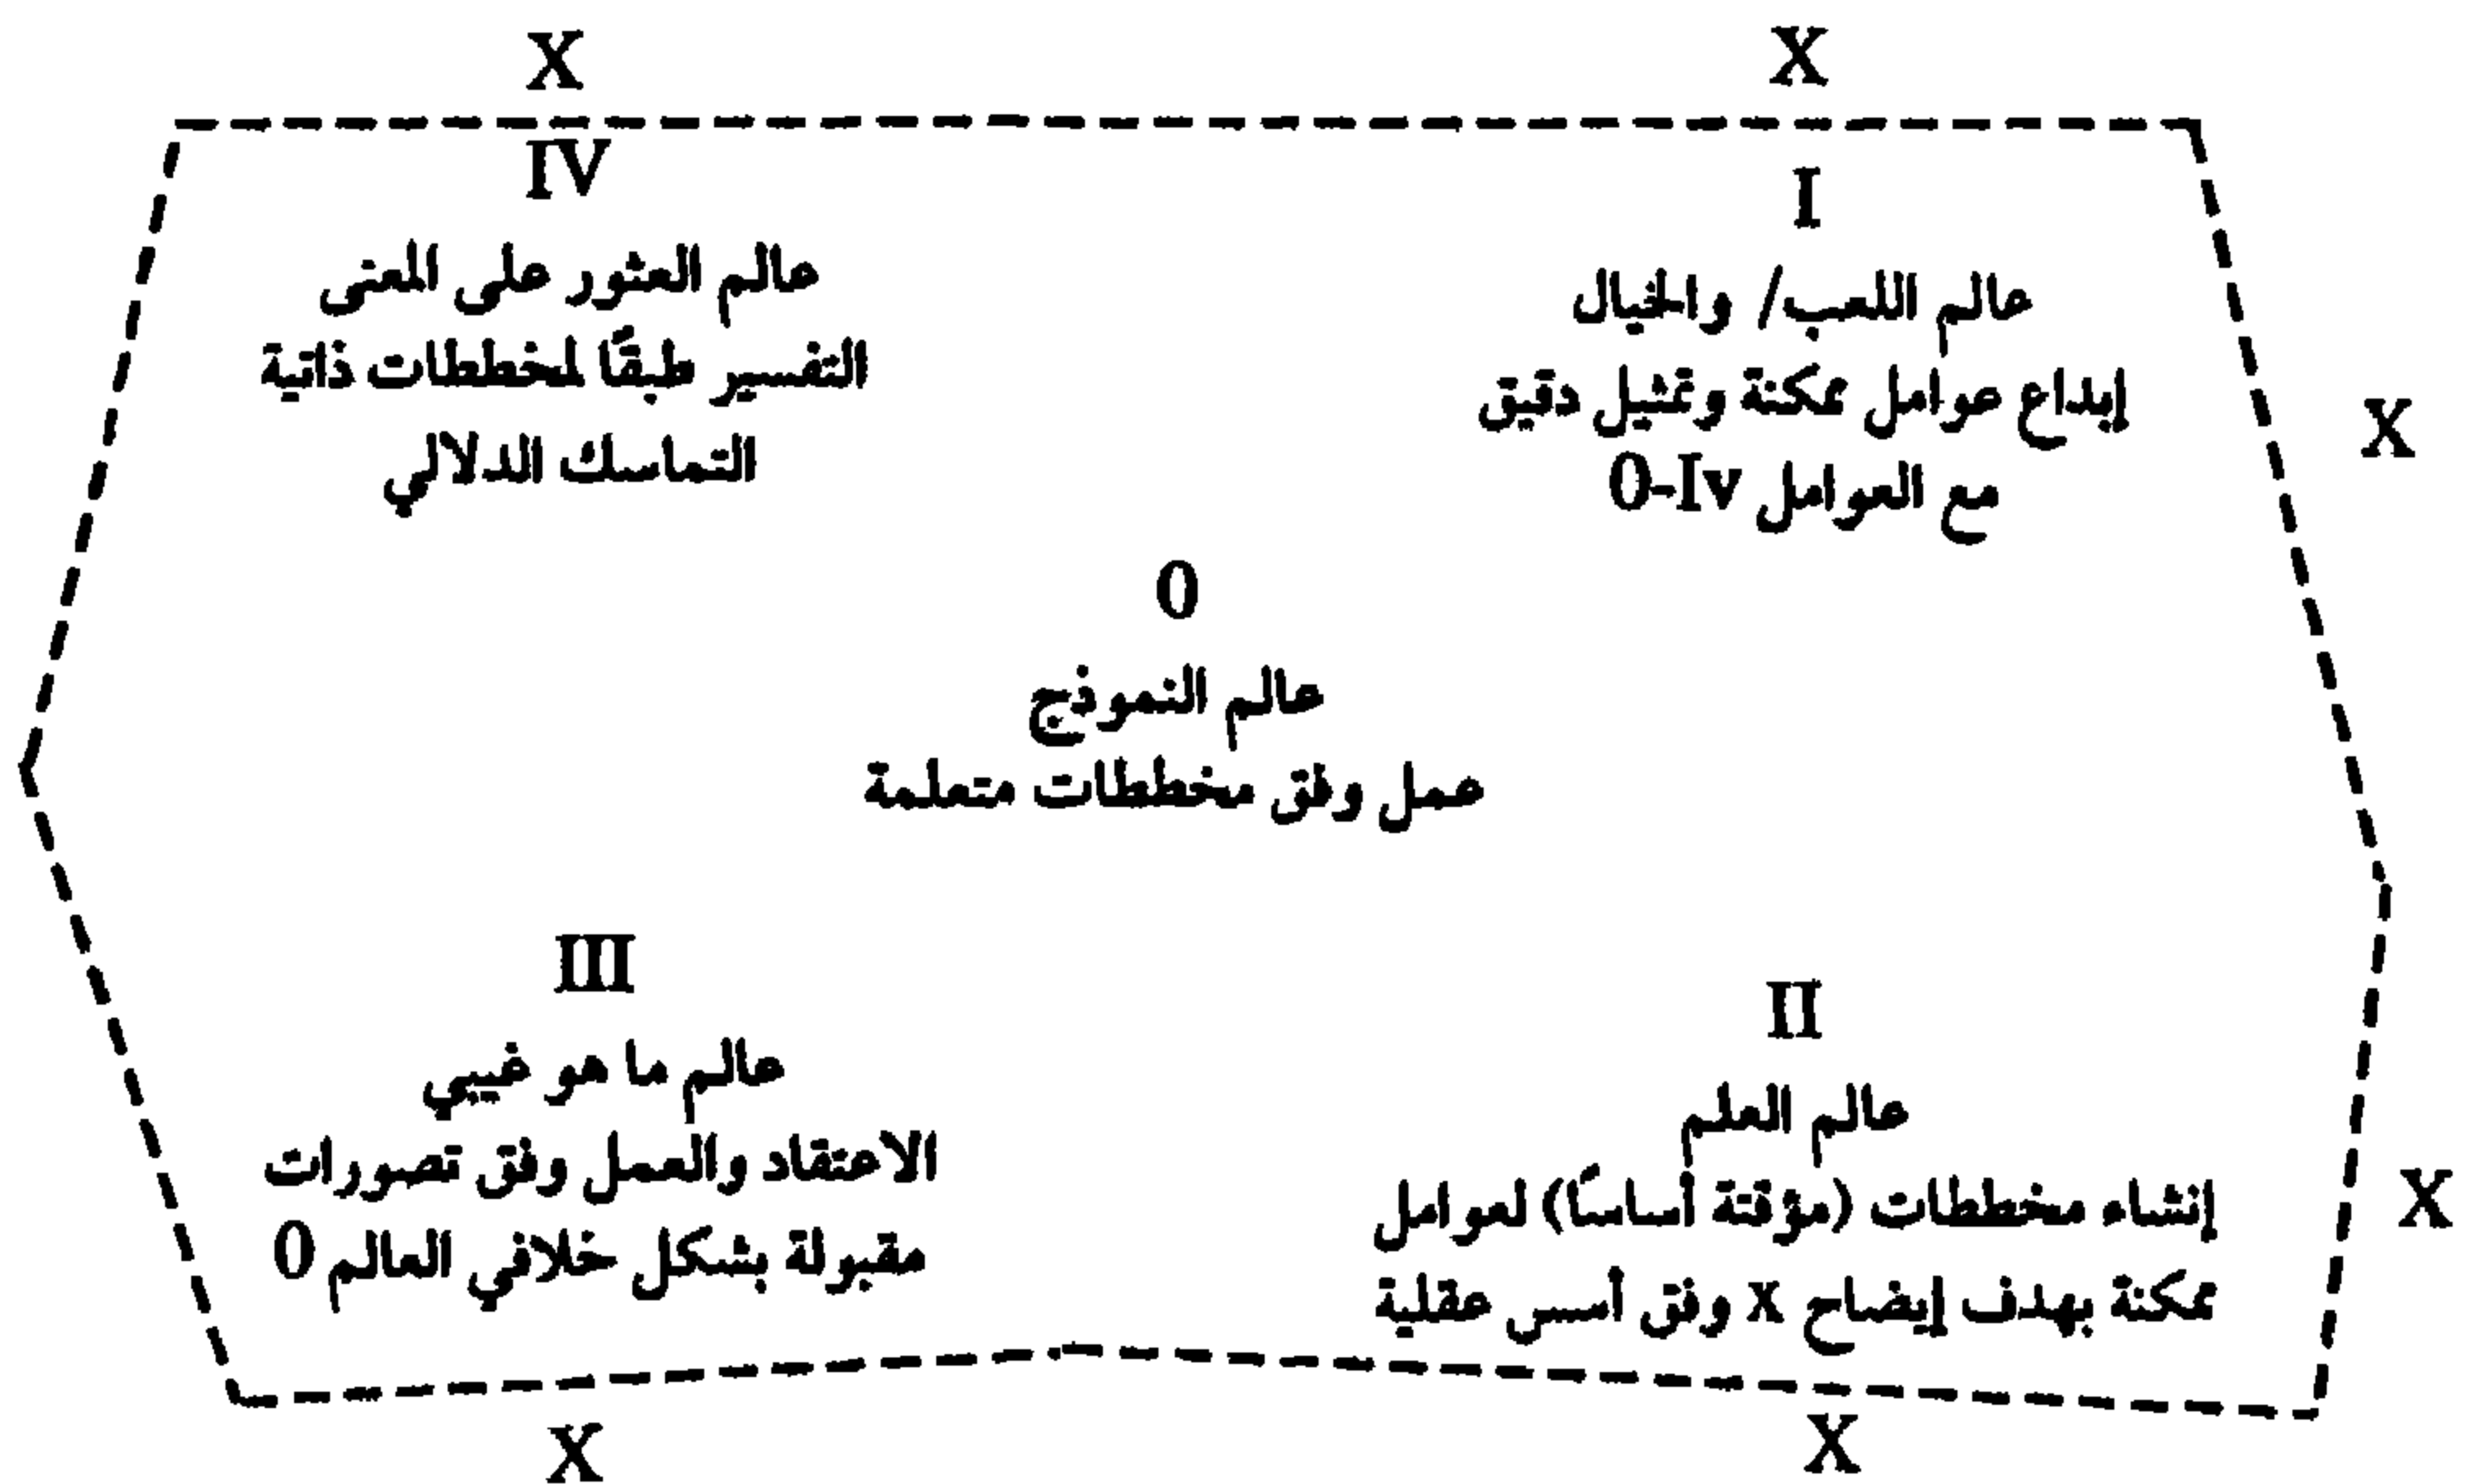 X
X
I
عالم اللعب/ والخيال
إبداع عوامل ممكنة وتمثيل دقيق
مع العوامل 0-Iv
X
IV
عالم العثور على المعنى
التفسير طبقًا لمخططات ذاتية
التماسك الدلالي
0
عالم النموذج
عمل وفق مخططات متعلمة
II
عالم العلم
إنشاء مخططات (مؤقتة أساسًا) لعوامل
ممكنة بهدف إيضاح x وفق أسس عقلية
X
III
عالم ما هو غيبي
الاعتقاد والعمل وفق تصورات
مقبولة بشكل خلافي العالم 0
X
X